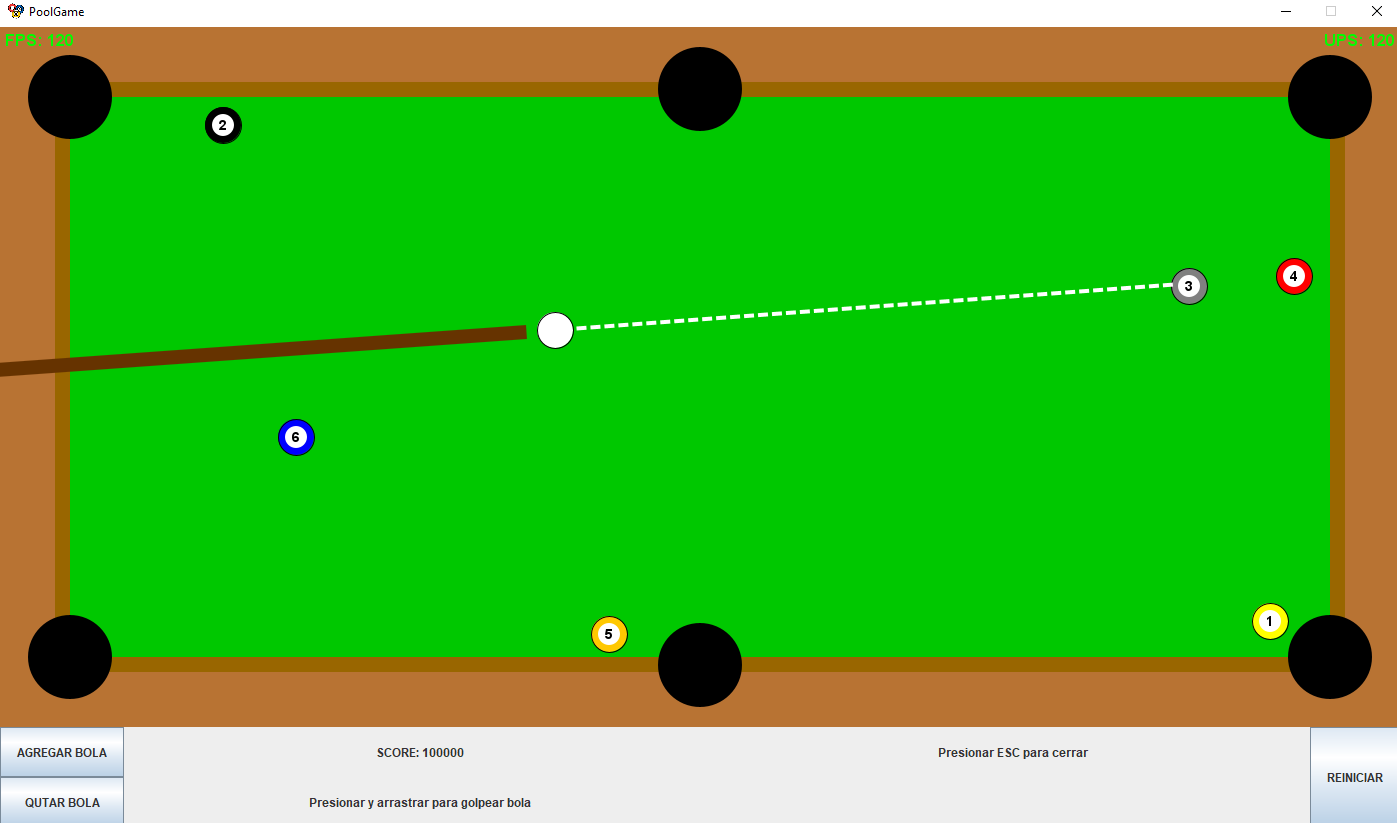 PoolGame
FPS: 120
UPS: 120
2
4
3
6
1
5
AGREGAR BOLA
SCORE: 100000
Presionar ESC para cerrar
REINICIAR
QUTAR BOLA
Presionar y arrastrar para golpear bola